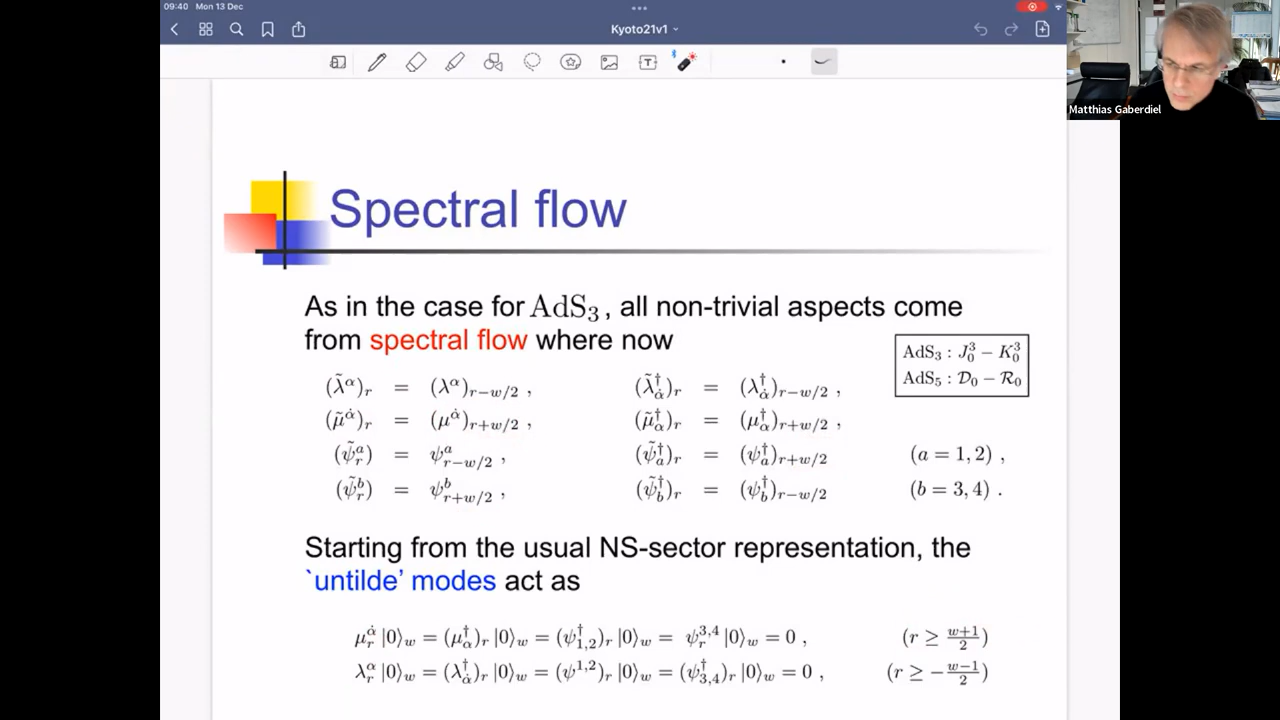 09:40 Mon 13 Dec
Kyoto21v1
Matthias Gaberdiel
Spectral flow
As in the case for AdS₃, all non-trivial aspects come
from spectral flow where now
AdS₃ : J₀³ − K₀³
AdS₅ : 𝒟₀ − ℛ₀
(λ̃^α)_r = (λ^α)_{r−w/2} , (λ̃^†_α̇)_r = (λ^†_α̇)_{r−w/2} ,
(μ̃^α̇)_r = (μ^α̇)_{r+w/2} , (μ̃^†_α)_r = (μ^†_α)_{r+w/2} ,
(ψ̃^a_r) = ψ^a_{r−w/2} , (ψ̃^†_a)_r = (ψ^†_a)_{r+w/2} (a = 1, 2) ,
(ψ̃^b_r) = ψ^b_{r+w/2} , (ψ̃^†_b)_r = (ψ^†_b)_{r−w/2} (b = 3, 4) .
Starting from the usual NS-sector representation, the
`untilde' modes act as
μ^α̇_r |0⟩_w = (μ^†_α)_r |0⟩_w = (ψ^†_{1,2})_r |0⟩_w = ψ^{3,4}_r |0⟩_w = 0 , (r ≥ (w+1)/2)
λ^α_r |0⟩_w = (λ^†_α̇)_r |0⟩_w = (ψ^{1,2})_r |0⟩_w = (ψ^†_{3,4})_r |0⟩_w = 0 , (r ≥ −(w−1)/2)